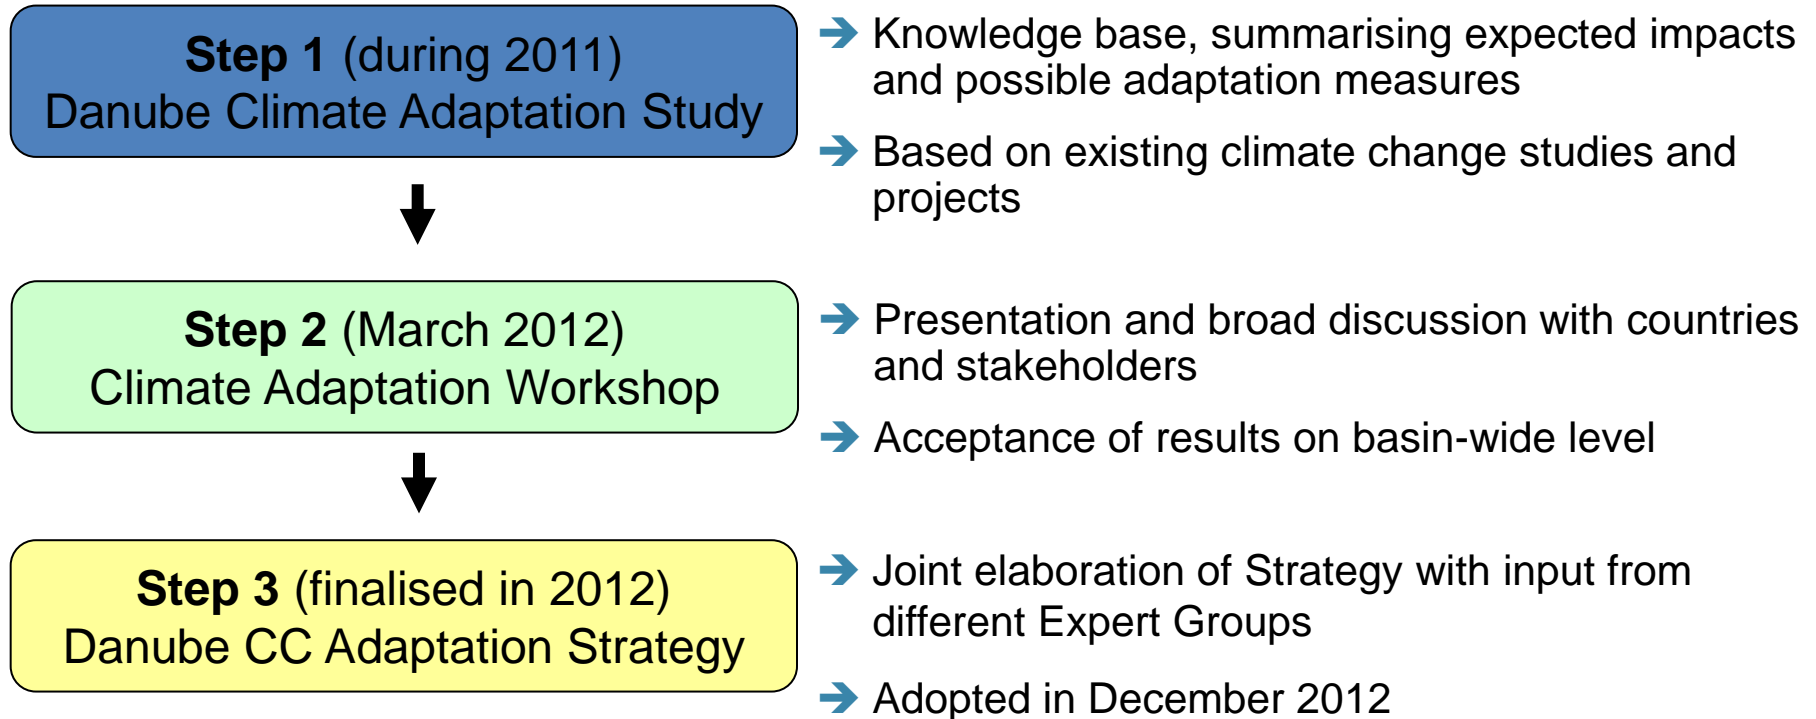 Step 1 (during 2011)
Danube Climate Adaptation Study
Knowledge base, summarising expected impacts
and possible adaptation measures
Based on existing climate change studies and
projects
Step 2 (March 2012)
Climate Adaptation Workshop
Presentation and broad discussion with countries
and stakeholders
Acceptance of results on basin-wide level
Step 3 (finalised in 2012)
Danube CC Adaptation Strategy
Joint elaboration of Strategy with input from
different Expert Groups
Adopted in December 2012